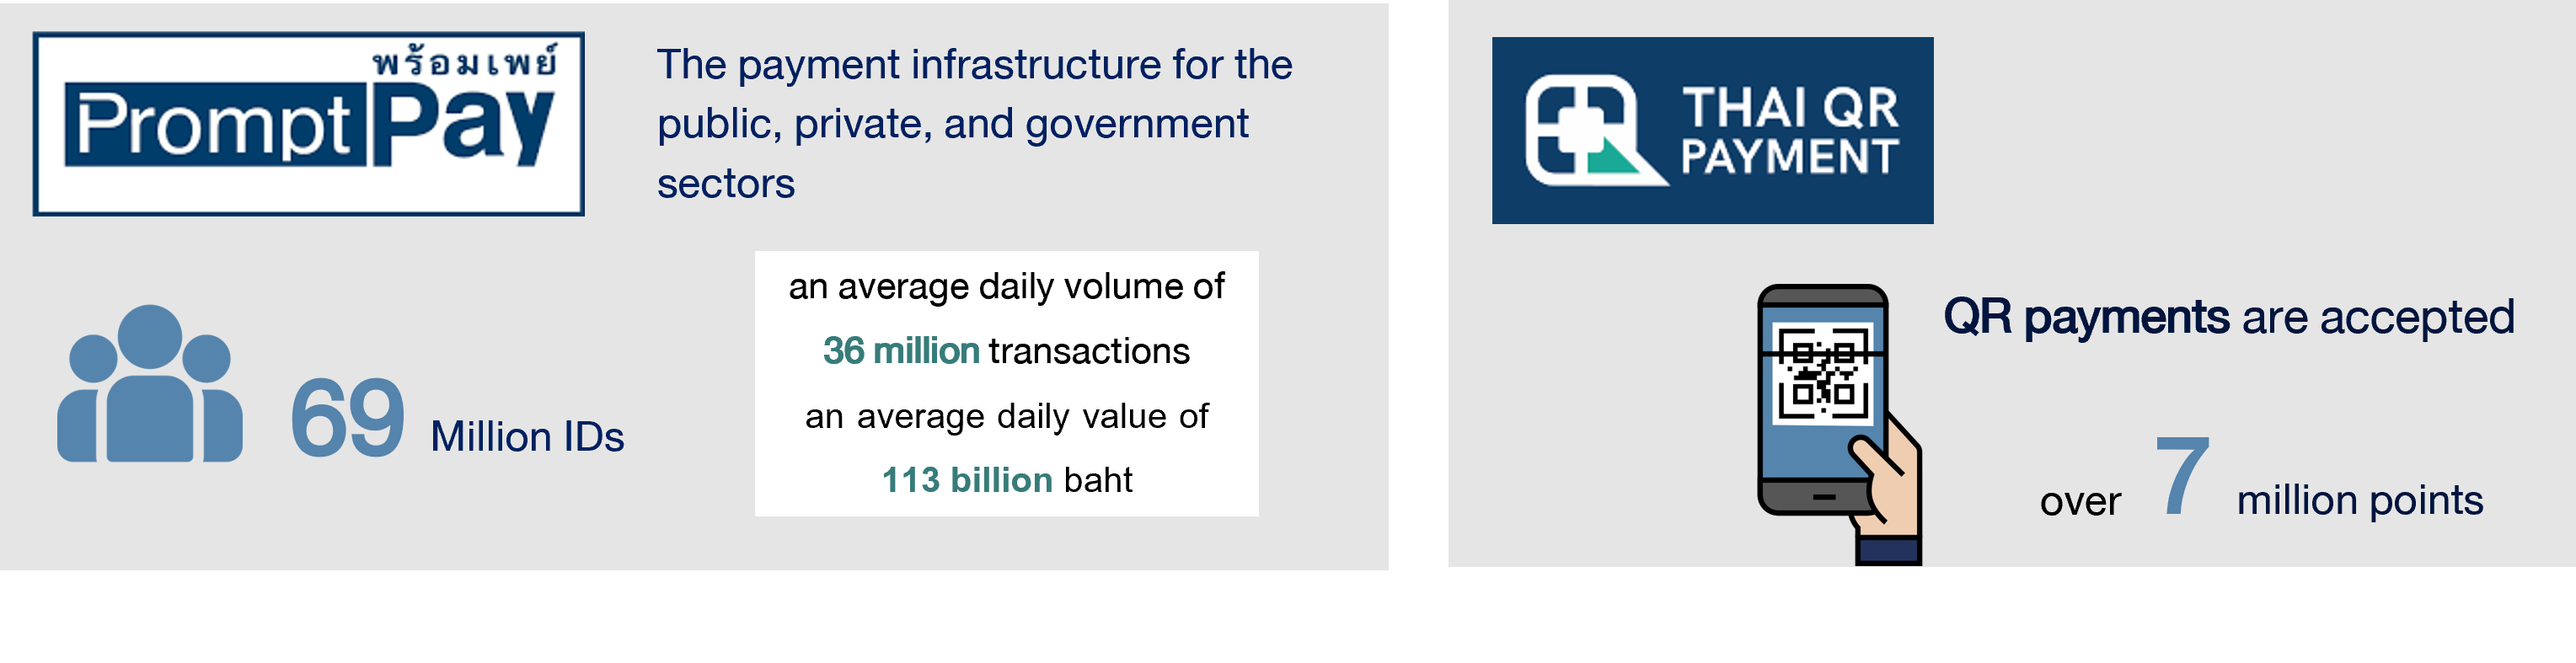 พร้อมเพย์
PromptPay
The payment infrastructure for the
public, private, and government
sectors
69 Million IDs
an average daily volume of
36 million transactions
an average daily value of
113 billion baht
THAI QR
PAYMENT
QR payments are accepted
over 7 million points